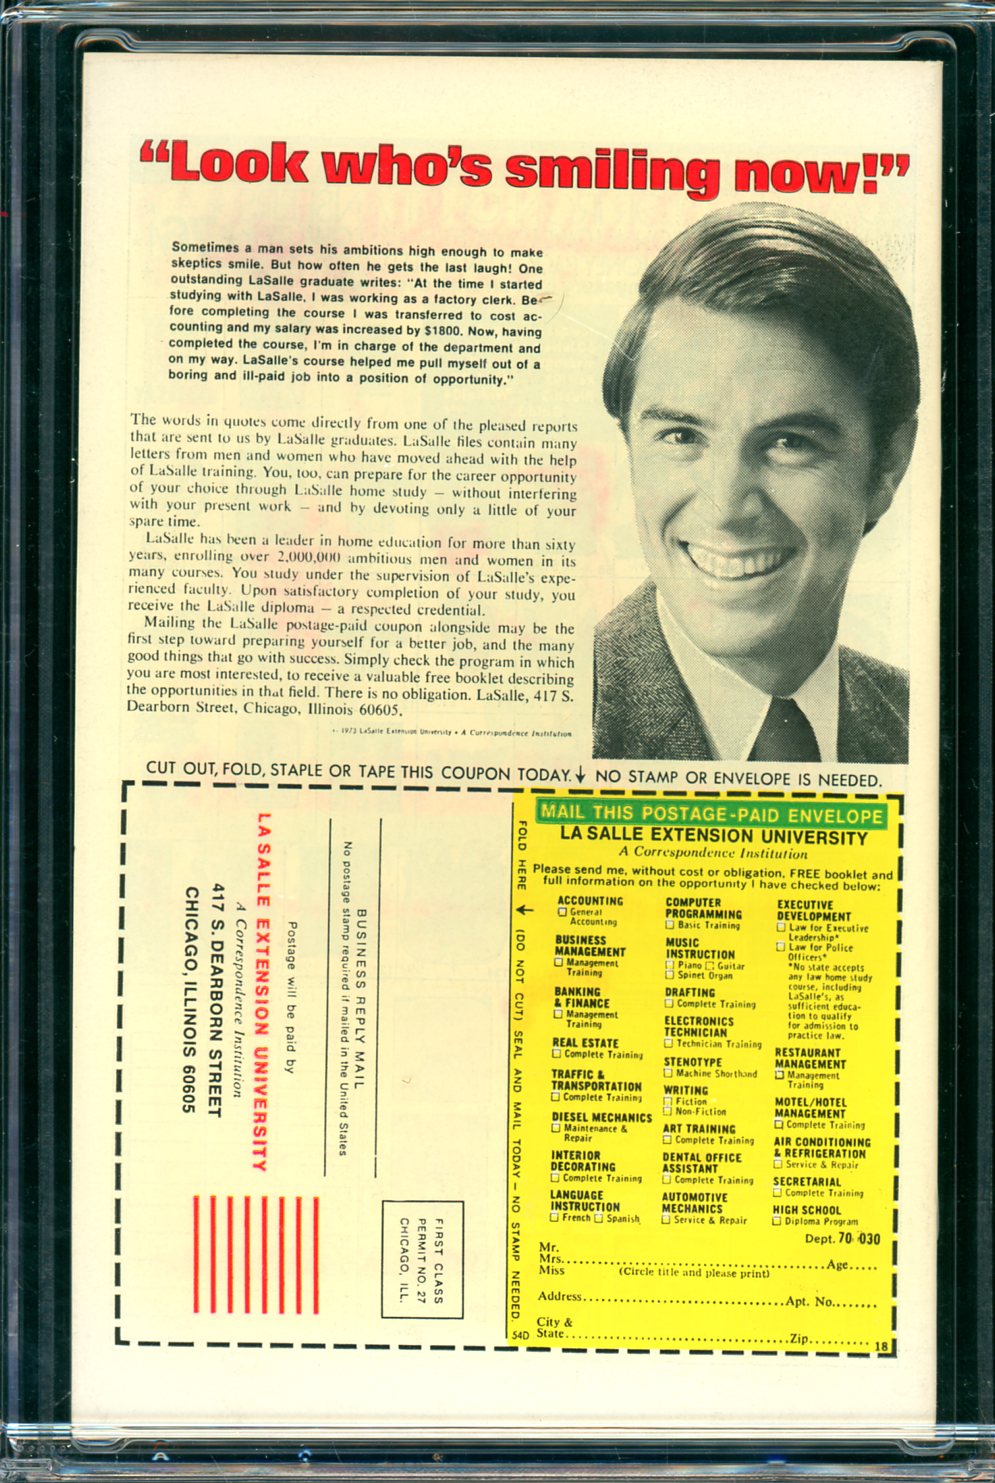 “Look who’s smiling now!”
Sometimes a man sets his ambitions high enough to make
skeptics smile. But how often he gets the last laugh! One
outstanding LaSalle graduate writes: “At the time I started
studying with LaSalle, I was working as a factory clerk. Be-
fore completing the course I was transferred to cost ac-
counting and my salary was increased by $1800. Now, having
completed the course, I’m in charge of the department and
on my way. LaSalle’s course helped me pull myself out of a
boring and ill-paid job into a position of opportunity.”
The words in quotes come directly from one of the pleased reports
that are sent to us by LaSalle graduates. LaSalle files contain many
letters from men and women who have moved ahead with the help
of LaSalle training. You, too, can prepare for the career opportunity
of your choice through LaSalle home study — without interfering
with your present work — and by devoting only a little of your
spare time.
LaSalle has been a leader in home education for more than sixty
years, enrolling over 2,000,000 ambitious men and women in its
many courses. You study under the supervision of LaSalle’s expe-
rienced faculty. Upon satisfactory completion of your study, you
receive the LaSalle diploma — a respected credential.
Mailing the LaSalle postage-paid coupon alongside may be the
first step toward preparing yourself for a better job, and the many
good things that go with success. Simply check the program in which
you are most interested, to receive a valuable free booklet describing
the opportunities in that field. There is no obligation. LaSalle, 417 S.
Dearborn Street, Chicago, Illinois 60605.
1973 LaSalle Extension University • A Correspondence Institution
CUT OUT, FOLD, STAPLE OR TAPE THIS COUPON TODAY. ↓ NO STAMP OR ENVELOPE IS NEEDED.
FIRST CLASS
PERMIT NO. 27
CHICAGO, ILL.
BUSINESS REPLY MAIL
No postage stamp required if mailed in the United States
Postage will be paid by
LA SALLE EXTENSION UNIVERSITY
A Correspondence Institution
417 S. DEARBORN STREET
CHICAGO, ILLINOIS 60605
FOLD HERE ← (DO NOT CUT) SEAL AND MAIL TODAY – NO STAMP NEEDED.
54D
MAIL THIS POSTAGE-PAID ENVELOPE
LA SALLE EXTENSION UNIVERSITY
A Correspondence Institution
Please send me, without cost or obligation, FREE booklet and
full information on the opportunity I have checked below:
ACCOUNTING
☐ General
Accounting
BUSINESS
MANAGEMENT
☐ Management
Training
BANKING
& FINANCE
☐ Management
Training
REAL ESTATE
☐ Complete Training
TRAFFIC &
TRANSPORTATION
☐ Complete Training
DIESEL MECHANICS
☐ Maintenance &
Repair
INTERIOR
DECORATING
☐ Complete Training
LANGUAGE
INSTRUCTION
☐ French ☐ Spanish
COMPUTER
PROGRAMMING
☐ Basic Training
MUSIC
INSTRUCTION
☐ Piano ☐ Guitar
☐ Spinet Organ
DRAFTING
☐ Complete Training
ELECTRONICS
TECHNICIAN
☐ Technician Training
STENOTYPE
☐ Machine Shorthand
WRITING
☐ Fiction
☐ Non-Fiction
ART TRAINING
☐ Complete Training
DENTAL OFFICE
ASSISTANT
☐ Complete Training
AUTOMOTIVE
MECHANICS
☐ Service & Repair
EXECUTIVE
DEVELOPMENT
☐ Law for Executive
Leadership*
☐ Law for Police
Officers*
*No state accepts
any law home study
course, including
LaSalle’s, as
sufficient educa-
tion to qualify
for admission to
practice law.
RESTAURANT
MANAGEMENT
☐ Management
Training
MOTEL/HOTEL
MANAGEMENT
☐ Complete Training
AIR CONDITIONING
& REFRIGERATION
☐ Service & Repair
SECRETARIAL
☐ Complete Training
HIGH SCHOOL
☐ Diploma Program
Dept. 70-030
Mr.
Mrs. Age
Miss (Circle title and please print)
Address Apt. No.
City &
State Zip
18